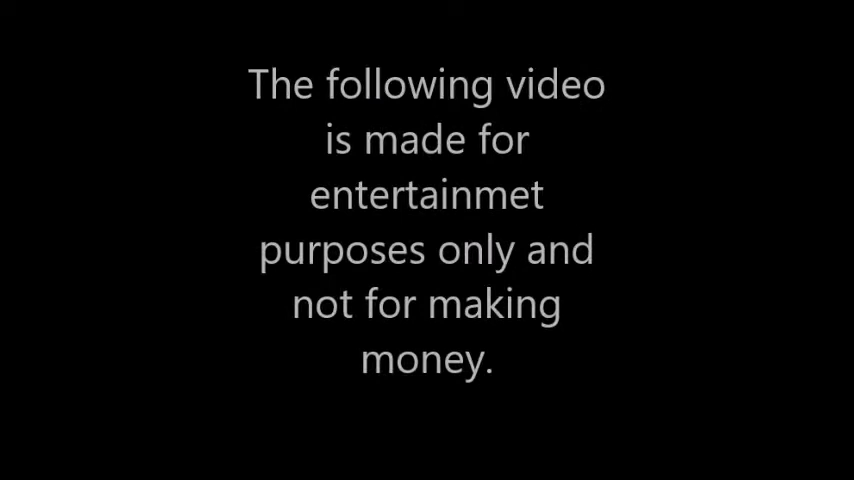 The following video
is made for
entertainmet
purposes only and
not for making
money.